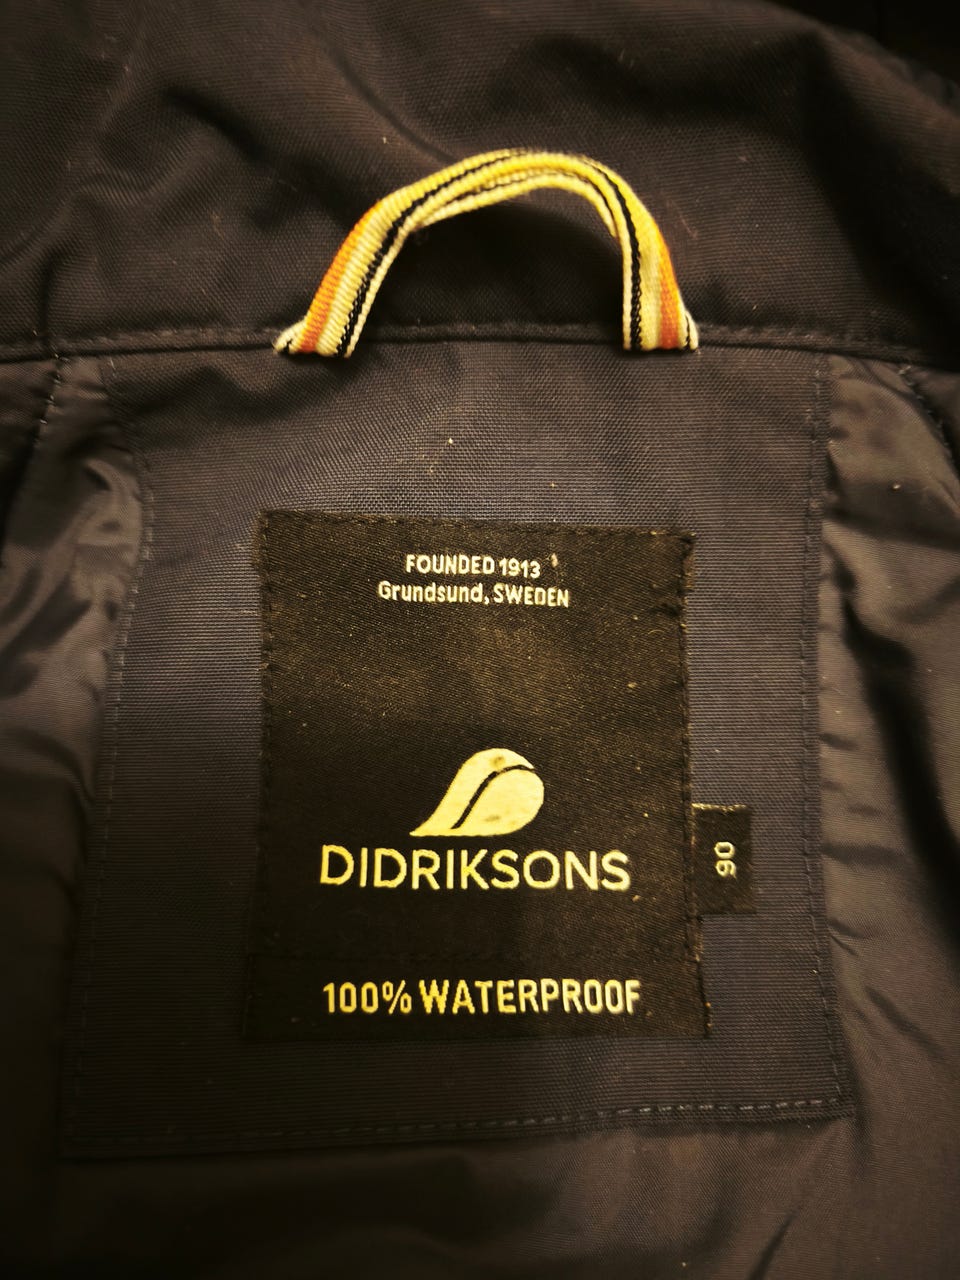 FOUNDED 1913
Grundsund, SWEDEN
DIDRIKSONS
90
100% WATERPROOF